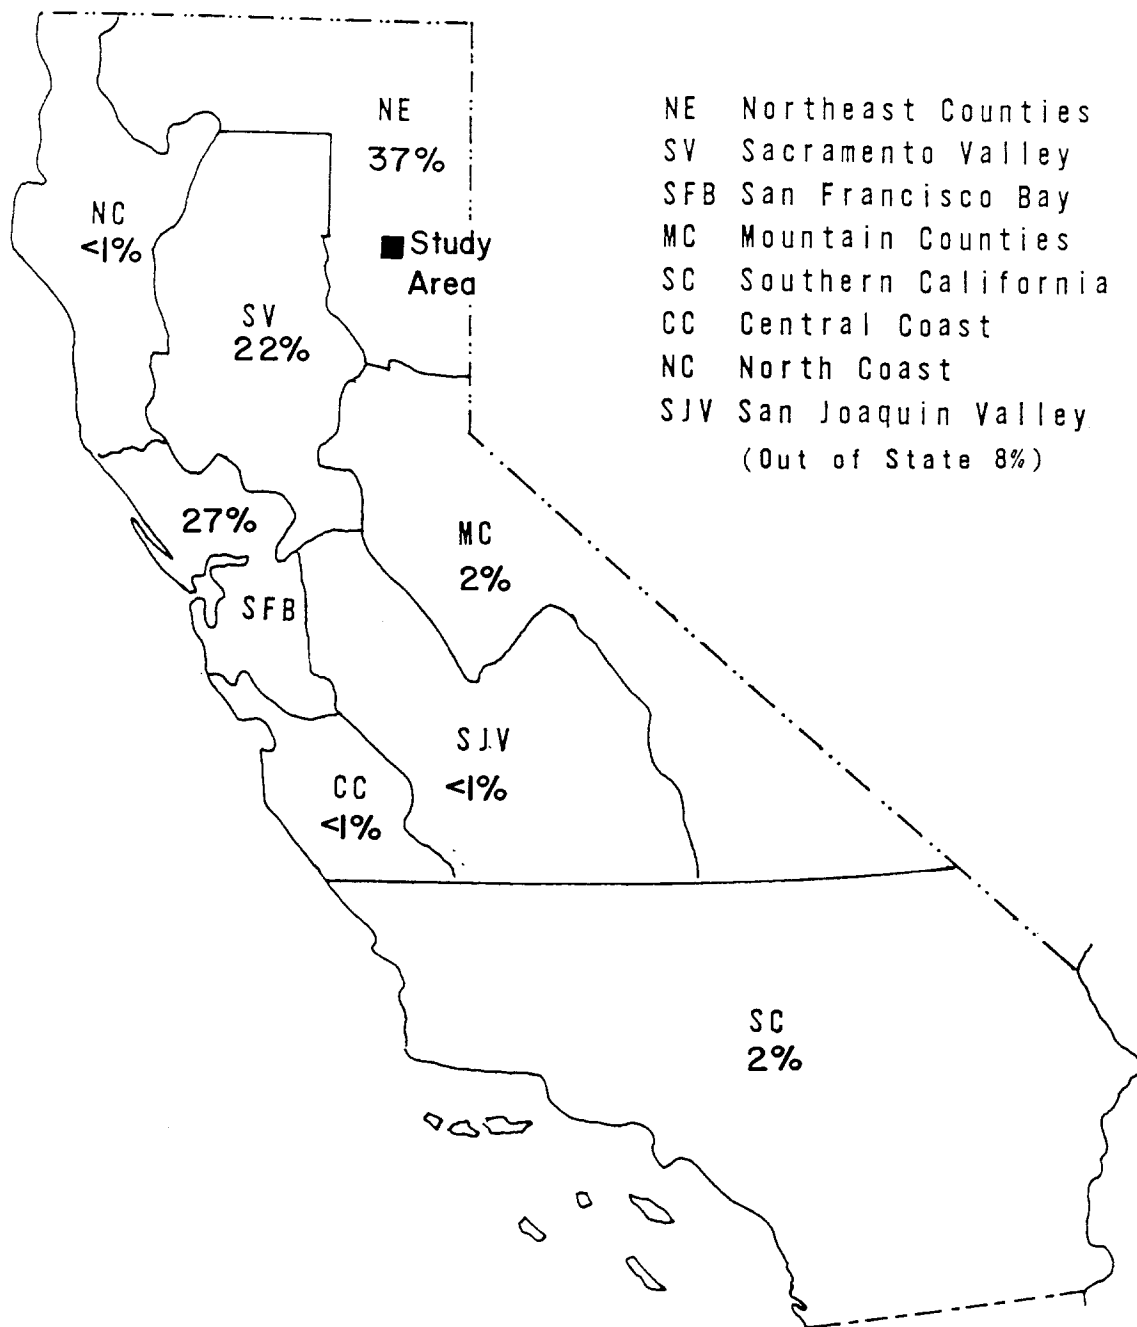 NE
37%
NC
<1%
Study
Area
SV
22%
27%
SFB
MC
2%
SJV
<1%
CC
<1%
SC
2%
NE Northeast Counties
SV Sacramento Valley
SFB San Francisco Bay
MC Mountain Counties
SC Southern California
CC Central Coast
NC North Coast
SJV San Joaquin Valley
(Out of State 8%)